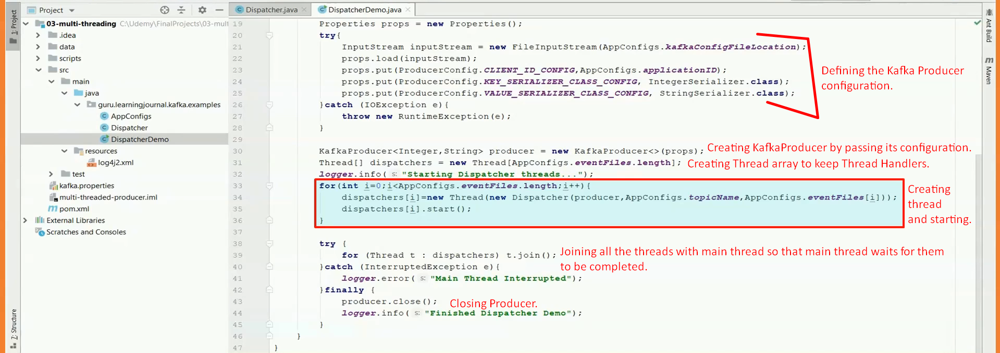 Project
Dispatcher.java
DispatcherDemo.java
1: Project
03-multi-threading C:\Udemy\FinalProjects\03-mult
.idea
data
scripts
src
main
java
guru.learningjournal.kafka.examples
AppConfigs
Dispatcher
DispatcherDemo
resources
log4j2.xml
test
kafka.properties
multi-threaded-producer.iml
pom.xml
External Libraries
Scratches and Consoles
Z: Structure
19 Properties props = new Properties();
20 try{
21 InputStream inputStream = new FileInputStream(AppConfigs.kafkaConfigFileLocation);
22 props.load(inputStream);
23 props.put(ProducerConfig.CLIENT_ID_CONFIG,AppConfigs.applicationID);
24 props.put(ProducerConfig.KEY_SERIALIZER_CLASS_CONFIG, IntegerSerializer.class);
25 props.put(ProducerConfig.VALUE_SERIALIZER_CLASS_CONFIG, StringSerializer.class);
26 }catch (IOException e){
27 throw new RuntimeException(e);
28 }
29
Defining the Kafka Producer
configuration.
30 KafkaProducer<Integer,String> producer = new KafkaProducer<>(props); Creating KafkaProducer by passing its configuration.
31 Thread[] dispatchers = new Thread[AppConfigs.eventFiles.length]; Creating Thread array to keep Thread Handlers.
32 logger.info( s: "Starting Dispatcher threads...");
33 for(int i=0;i<AppConfigs.eventFiles.length;i++){
34 dispatchers[i]=new Thread(new Dispatcher(producer,AppConfigs.topicName,AppConfigs.eventFiles[i]));
35 dispatchers[i].start();
36 }
37
Creating
thread
and starting.
38 try {
39 for (Thread t : dispatchers) t.join(); Joining all the threads with main thread so that main thread waits for them
to be completed.
40 }catch (InterruptedException e){
41 logger.error( s: "Main Thread Interrupted");
42 }finally {
43 producer.close(); Closing Producer.
44 logger.info( s: "Finished Dispatcher Demo");
45 }
46 }
47 }
Ant Build
m Maven